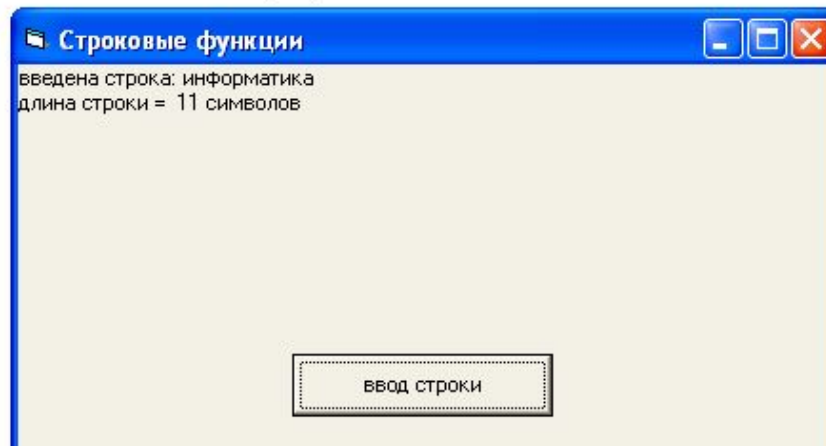 Строковые функции
введена строка: информатика
длина строки =  11 символов
ввод строки